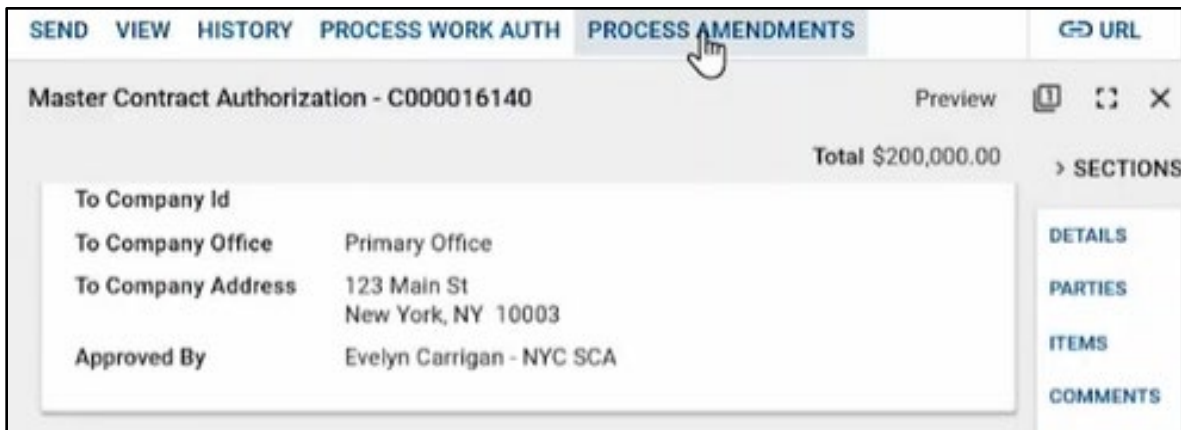 SEND VIEW HISTORY PROCESS WORK AUTH PROCESS AMENDMENTS URL
Master Contract Authorization - C000016140 Preview
Total $200,000.00
> SECTIONS
To Company Id
To Company Office Primary Office
To Company Address 123 Main St
New York, NY 10003
Approved By Evelyn Carrigan - NYC SCA
DETAILS
PARTIES
ITEMS
COMMENTS